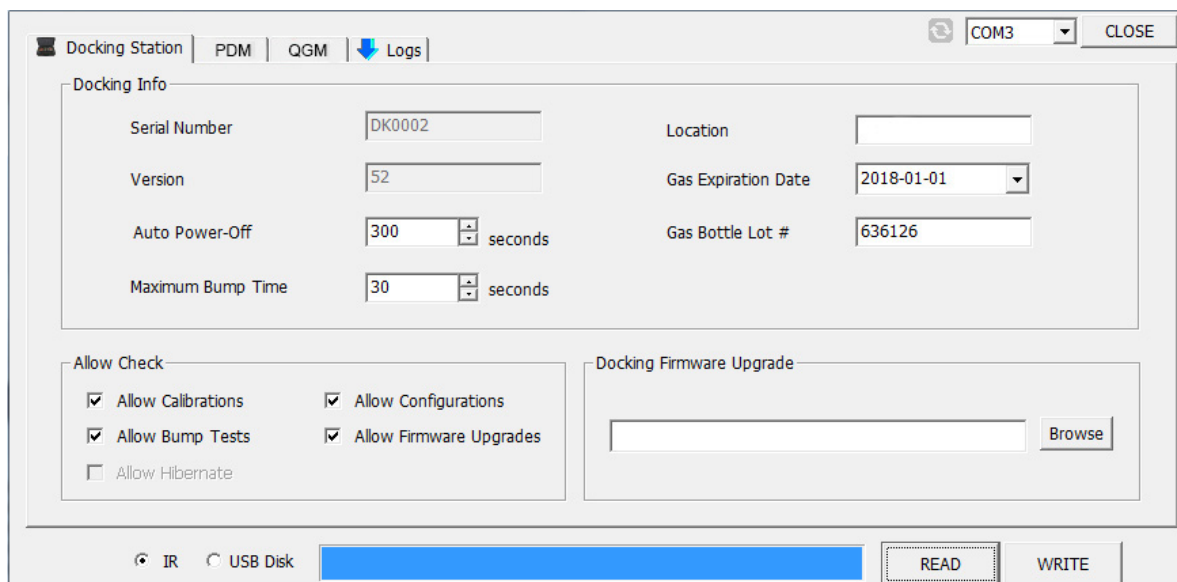 COM3 CLOSE
Docking Station PDM QGM Logs
Docking Info
Serial Number DK0002 Location
Version 52 Gas Expiration Date 2018-01-01
Auto Power-Off 300 seconds Gas Bottle Lot # 636126
Maximum Bump Time 30 seconds
Allow Check Docking Firmware Upgrade
Allow Calibrations Allow Configurations
Allow Bump Tests Allow Firmware Upgrades Browse
Allow Hibernate
IR USB Disk READ WRITE